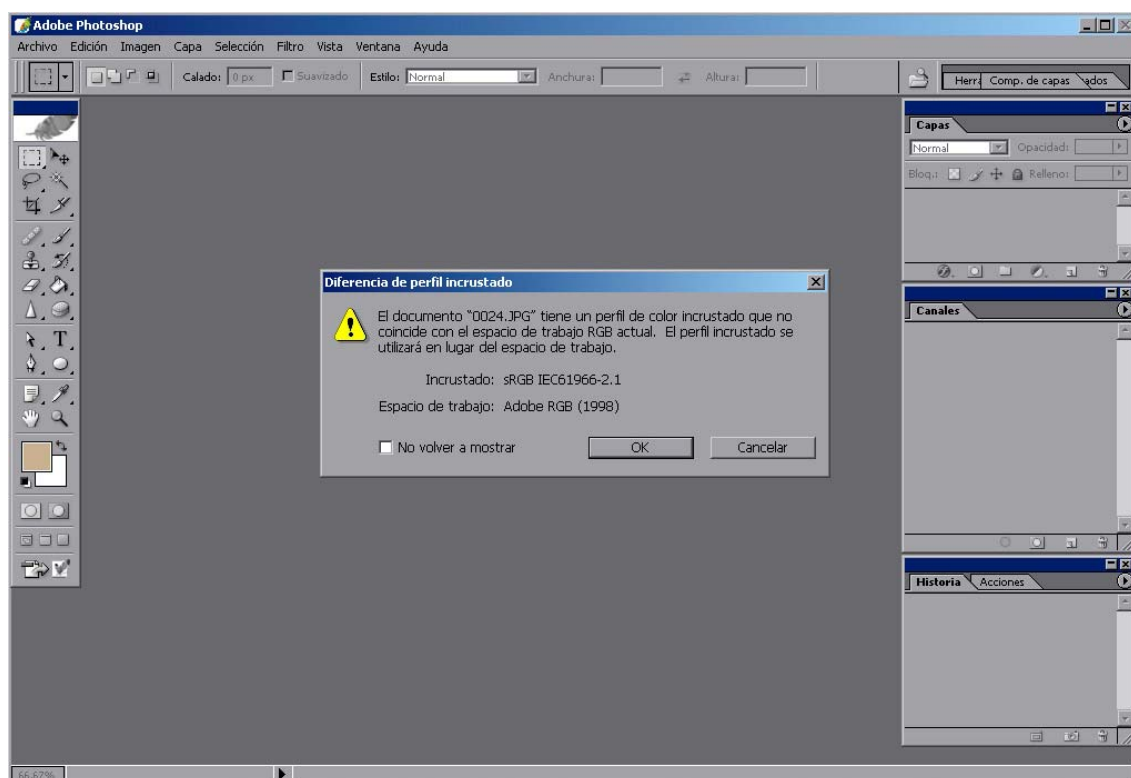 Adobe Photoshop
Archivo Edición Imagen Capa Selección Filtro Vista Ventana Ayuda
Calado: 0 px Suavizado Estilo: Normal Anchura: Altura: Herr Comp. de capas ados
Capas
Normal Opacidad:
Bloq.: Relleno:
Diferencia de perfil incrustado
El documento "0024.JPG" tiene un perfil de color incrustado que no
coincide con el espacio de trabajo RGB actual. El perfil incrustado se
utilizará en lugar del espacio de trabajo.
Incrustado: sRGB IEC61966-2.1
Espacio de trabajo: Adobe RGB (1998)
No volver a mostrar OK Cancelar
Canales
Historia Acciones
66,67%